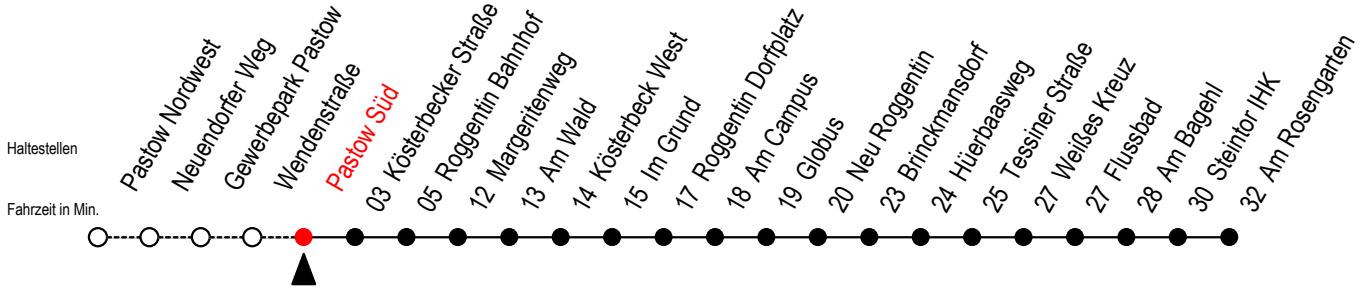 Haltestellen
Fahrzeit in Min.
Pastow Nordwest
Neuendorfer Weg
Gewerbepark Pastow
Wendenstraße
Pastow Süd
03 Kösterbecker Straße
05 Roggentin Bahnhof
12 Margeritenweg
13 Am Wald
14 Kösterbeck West
15 Im Grund
17 Roggentin Dorfplatz
18 Am Campus
19 Globus
20 Neu Roggentin
23 Brinckmansdorf
24 Hüerbaasweg
25 Tessiner Straße
27 Weißes Kreuz
27 Flussbad
28 Am Bagehl
30 Steintor IHK
32 Am Rosengarten